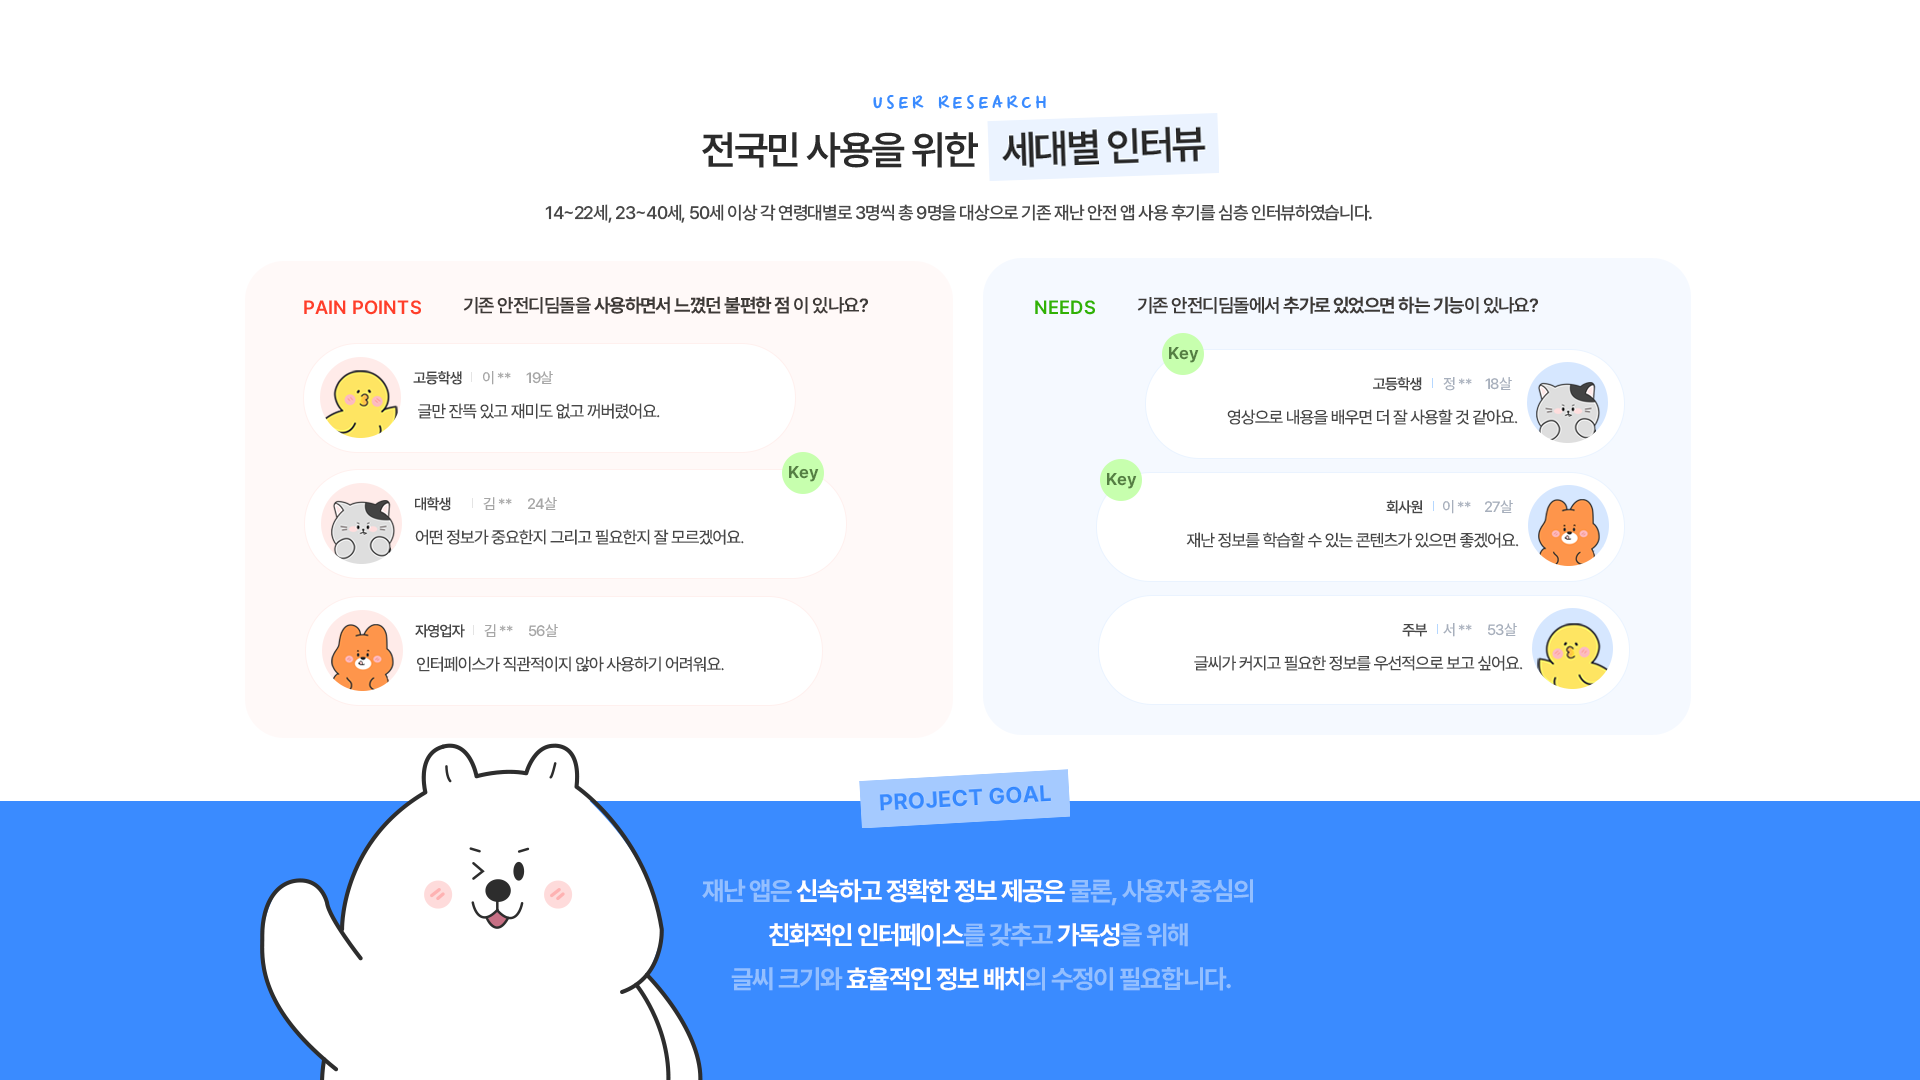 USER RESEARCH
전국민 사용을 위한 세대별 인터뷰
14~22세, 23~40세, 50세 이상 각 연령대별로 3명씩 총 9명을 대상으로 기존 재난 안전 앱 사용 후기를 심층 인터뷰하였습니다.
PAIN POINTS 기존 안전디딤돌을 사용하면서 느꼈던 불편한 점 이 있나요?
고등학생 이 ** 19살
글만 잔뜩 있고 재미도 없고 꺼버렸어요.
Key
대학생 김 ** 24살
어떤 정보가 중요한지 그리고 필요한지 잘 모르겠어요.
자영업자 김 ** 56살
인터페이스가 직관적이지 않아 사용하기 어려워요.
NEEDS 기존 안전디딤돌에서 추가로 있었으면 하는 기능이 있나요?
Key
고등학생 정 ** 18살
영상으로 내용을 배우면 더 잘 사용할 것 같아요.
Key
회사원 이 ** 27살
재난 정보를 학습할 수 있는 콘텐츠가 있으면 좋겠어요.
주부 서 ** 53살
글씨가 커지고 필요한 정보를 우선적으로 보고 싶어요.
PROJECT GOAL
재난 앱은 신속하고 정확한 정보 제공은 물론, 사용자 중심의
친화적인 인터페이스를 갖추고 가독성을 위해
글씨 크기와 효율적인 정보 배치의 수정이 필요합니다.